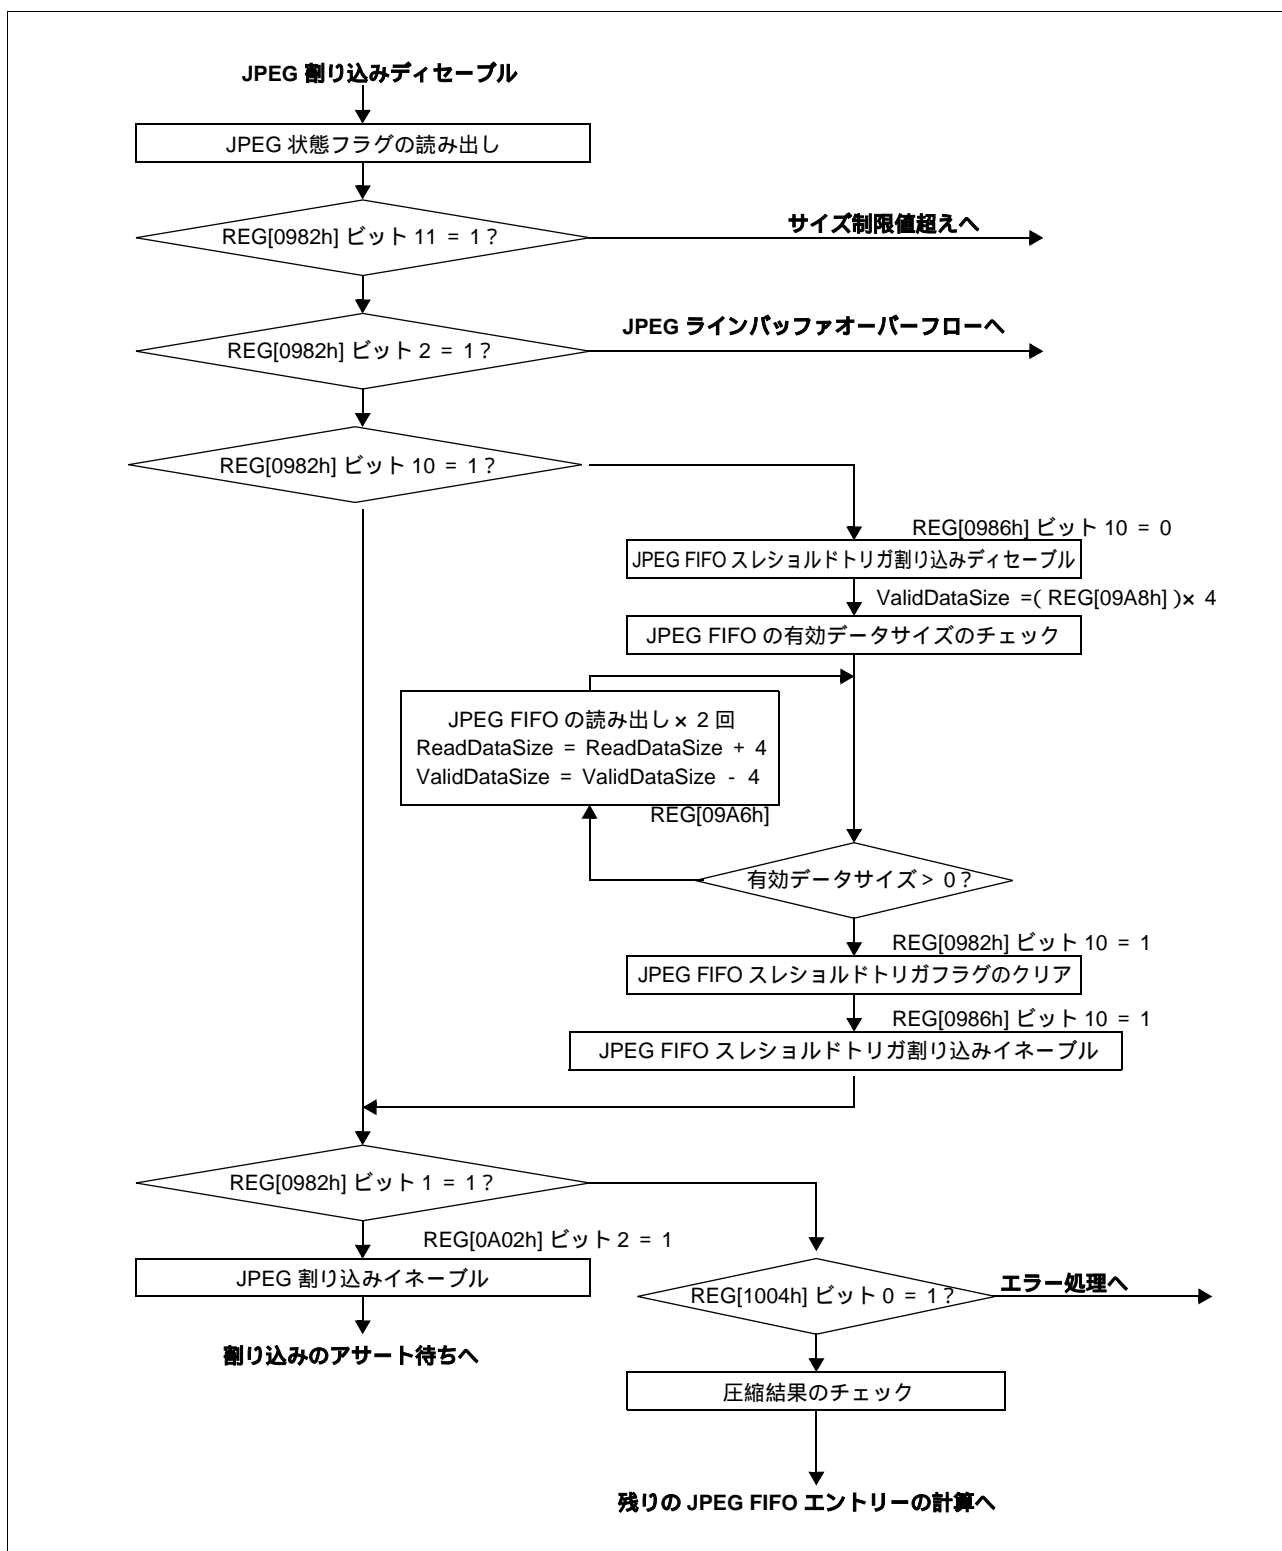 JPEG 割り込みディセーブル
JPEG 状態フラグの読み出し
REG[0982h] ビット 11 = 1?
サイズ制限値超えへ
REG[0982h] ビット 2 = 1?
JPEG ラインバッファオーバーフローへ
REG[0982h] ビット 10 = 1?
REG[0986h] ビット 10 = 0
JPEG FIFO スレショルドトリガ割り込みディセーブル
ValidDataSize =( REG[09A8h] )× 4
JPEG FIFO の有効データサイズのチェック
JPEG FIFO の読み出し × 2 回
ReadDataSize = ReadDataSize + 4
ValidDataSize = ValidDataSize - 4
REG[09A6h]
有効データサイズ > 0?
REG[0982h] ビット 10 = 1
JPEG FIFO スレショルドトリガフラグのクリア
REG[0986h] ビット 10 = 1
JPEG FIFO スレショルドトリガ割り込みイネーブル
REG[0982h] ビット 1 = 1?
REG[0A02h] ビット 2 = 1
JPEG 割り込みイネーブル
割り込みのアサート待ちへ
REG[1004h] ビット 0 = 1?
エラー処理へ
圧縮結果のチェック
残りの JPEG FIFO エントリーの計算へ